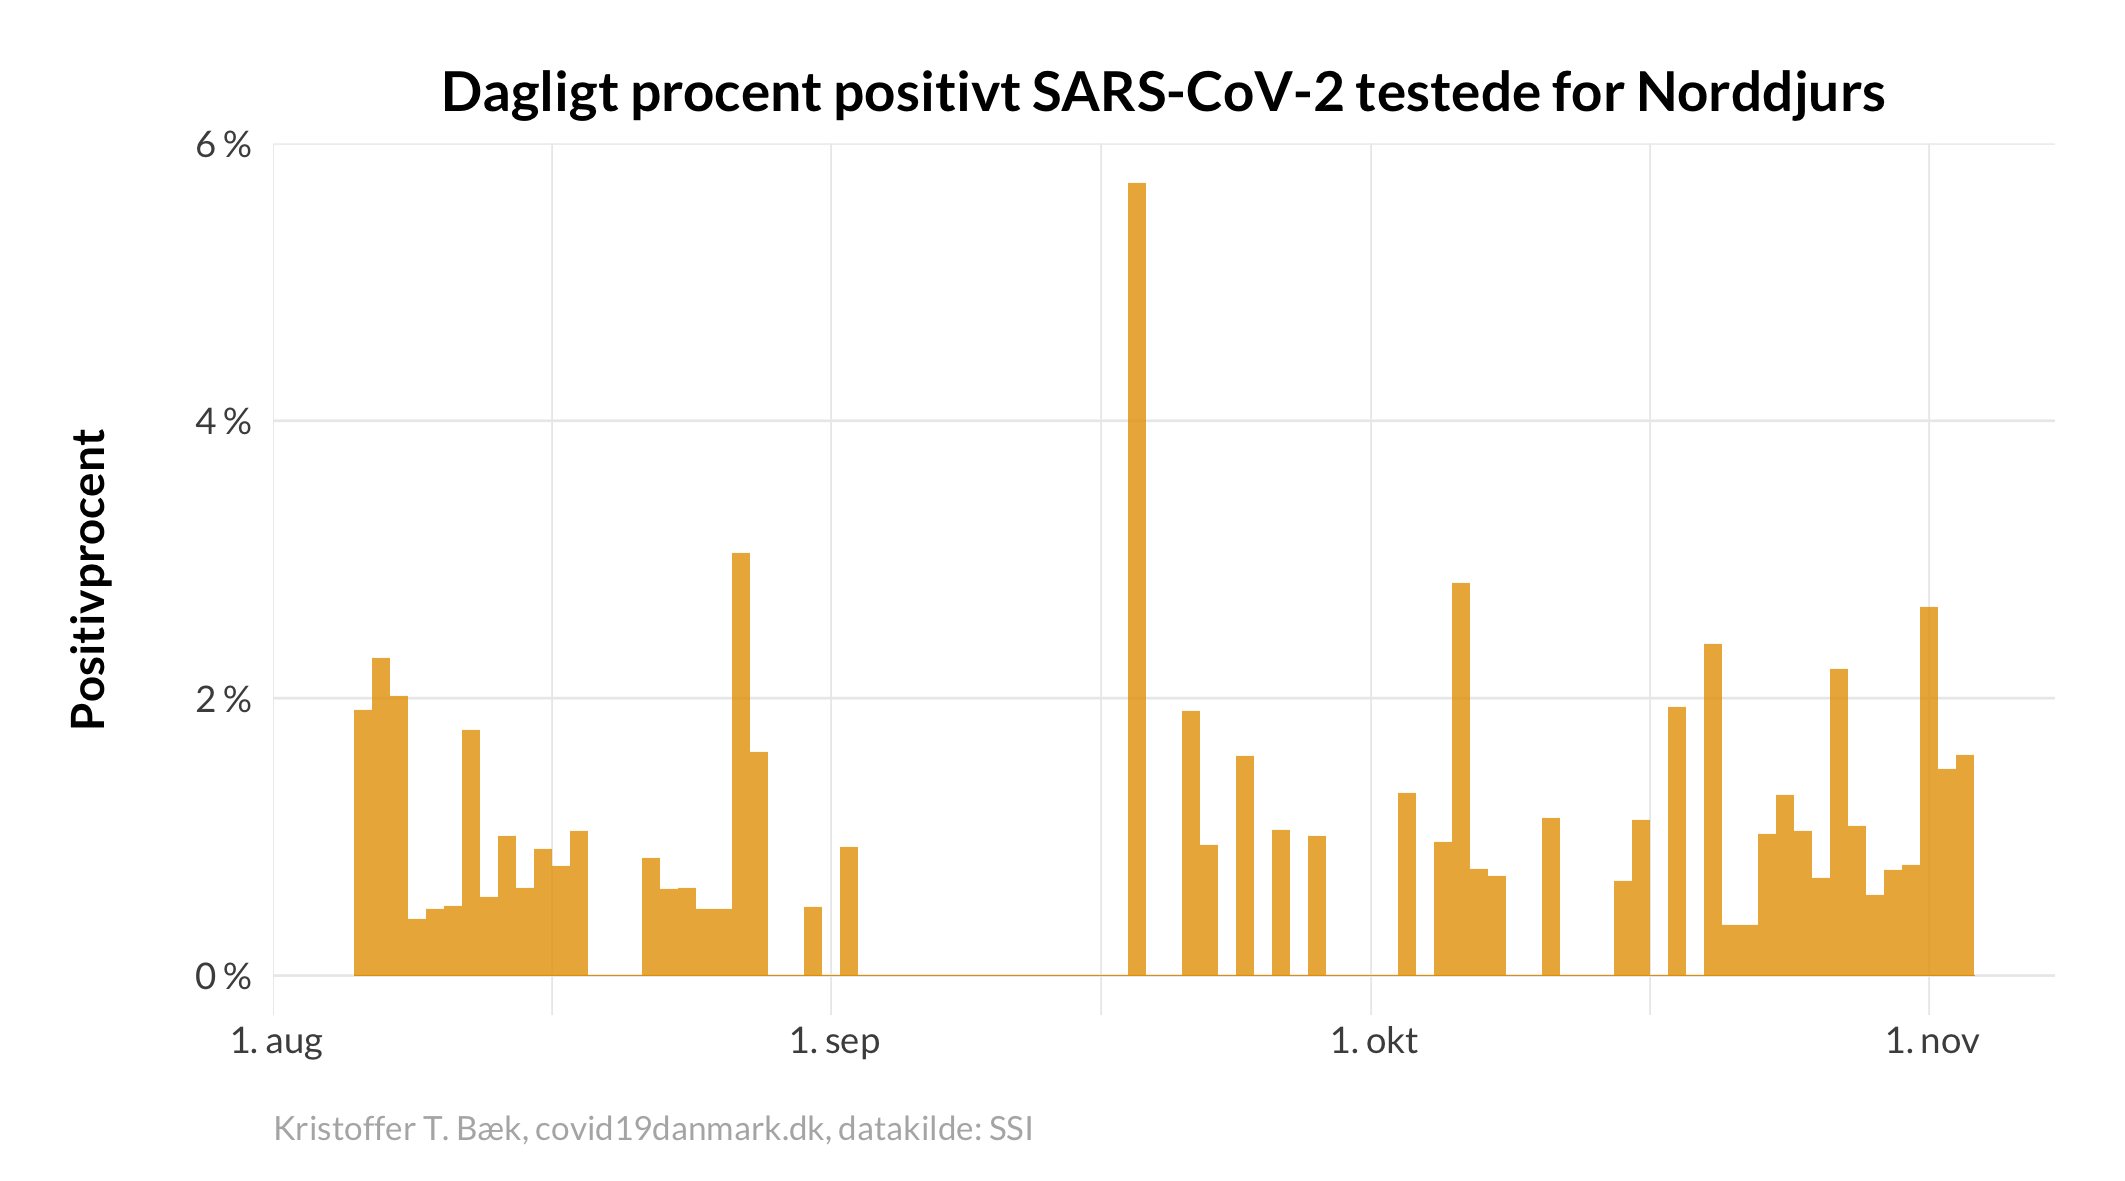 Dagligt procent positivt SARS-CoV-2 testede for Norddjurs
Positivprocent
6 %
4 %
2 %
0 %
1. aug
1. sep
1. okt
1. nov
Kristoffer T. Bæk, covid19danmark.dk, datakilde: SSI